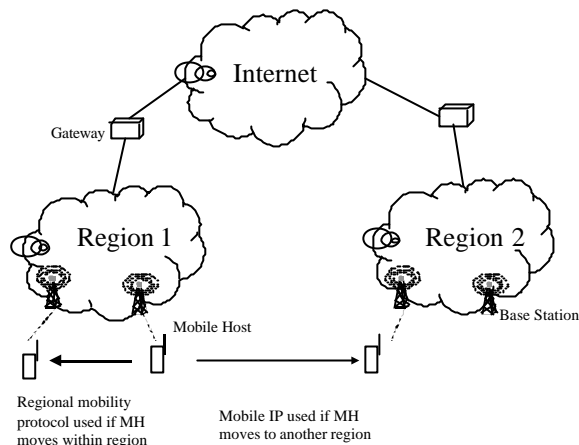 Internet
Gateway
Region 1
Region 2
Mobile Host
Base Station
Regional mobility
protocol used if MH
moves within region
Mobile IP used if MH
moves to another region